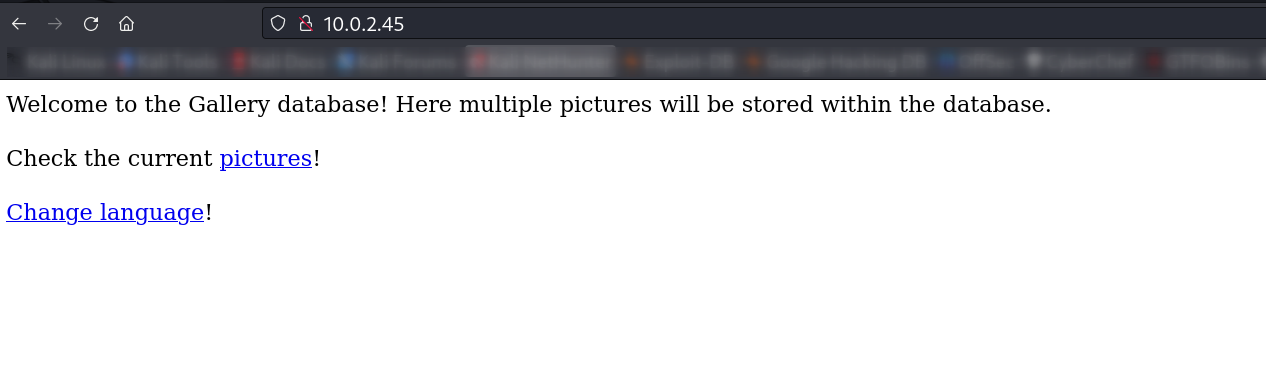 10.0.2.45
Welcome to the Gallery database! Here multiple pictures will be stored within the database.
Check the current pictures!
Change language!